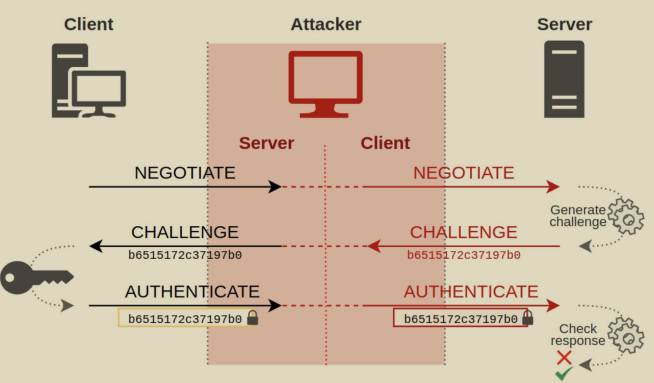 Client
Attacker
Server
Server
Client
NEGOTIATE
NEGOTIATE
Generate
challenge
CHALLENGE
CHALLENGE
b6515172c37197b0
b6515172c37197b0
AUTHENTICATE
AUTHENTICATE
b6515172c37197b0
b6515172c37197b0
Check
response